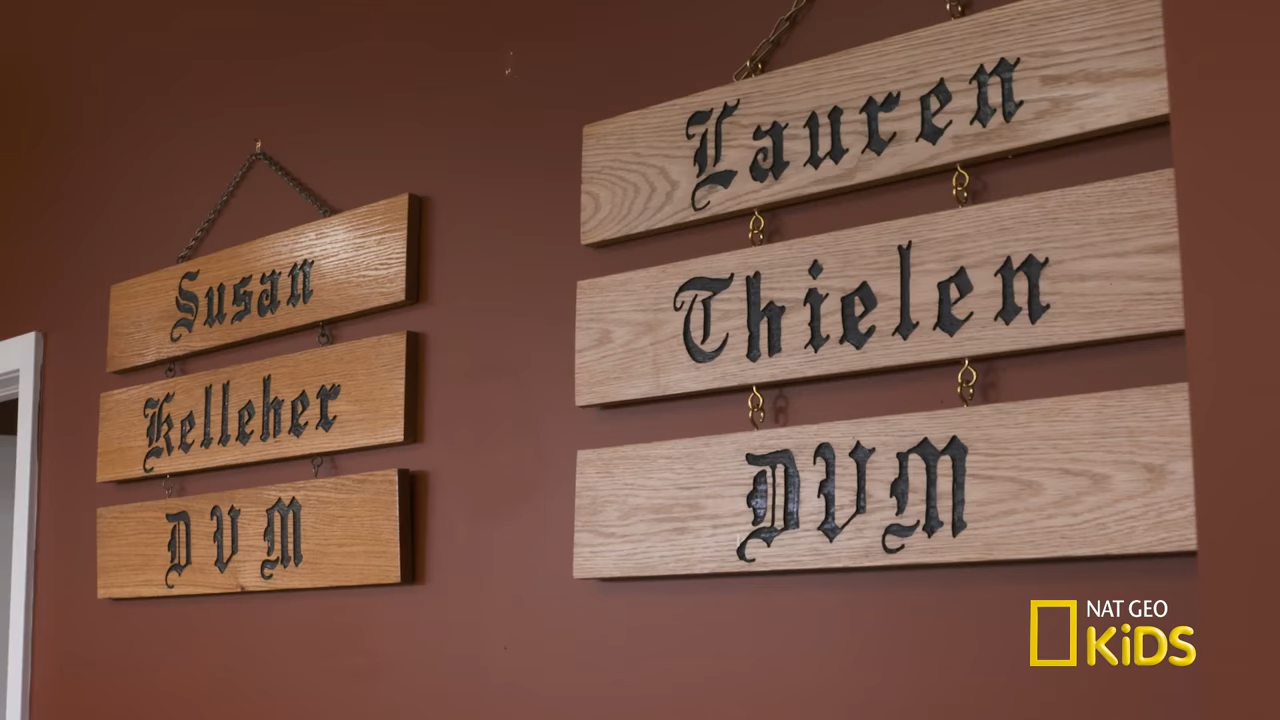 Susan
Kelleher
DVM
Lauren
Thielen
DVM
NAT GEO
KiDS